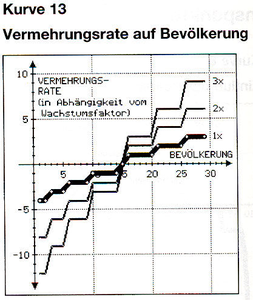 Kurve 13
Vermehrungsrate auf Bevölkerung
10
VERMEHRUNGS-
RATE
(in Abhängigkeit vom
Wachstumsfaktor)
3x
2x
1x
5
BEVÖLKERUNG
5
10
15
20
25
30
-5
-10